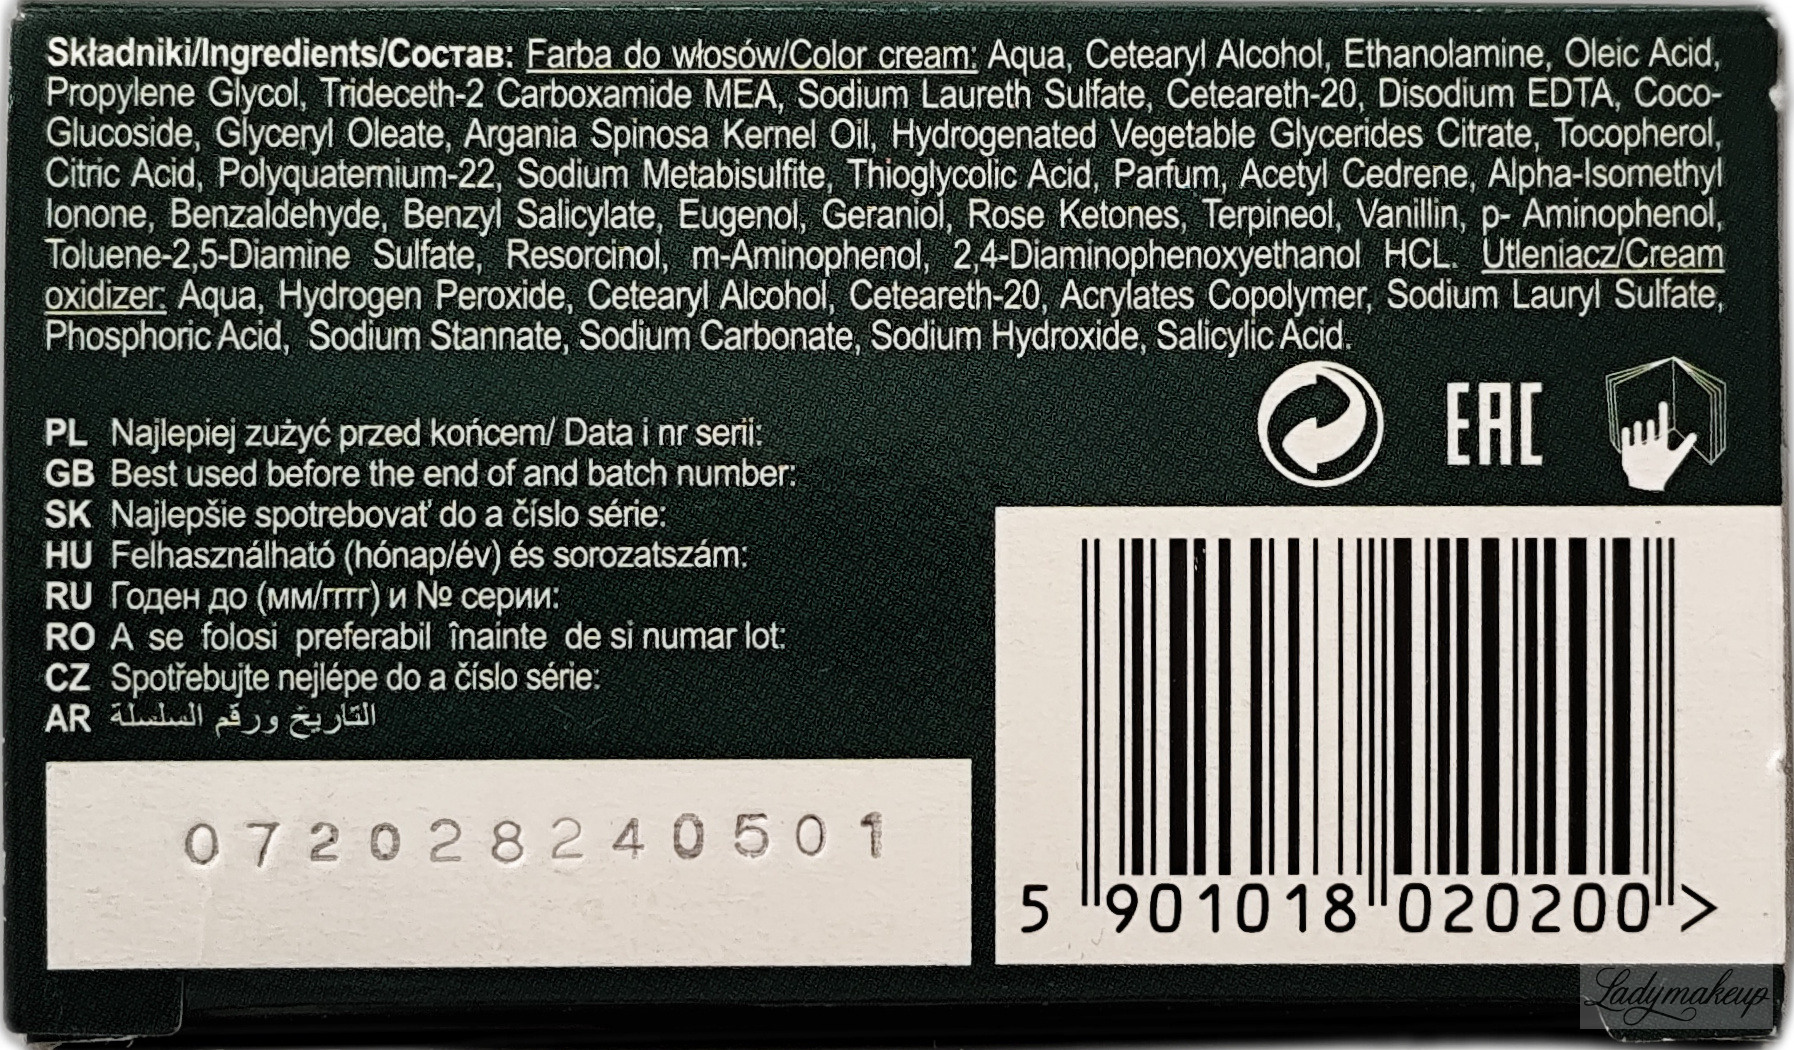 Składniki/Ingredients/Состав: Farba do włosów/Color cream: Aqua, Cetearyl Alcohol, Ethanolamine, Oleic Acid,
Propylene Glycol, Trideceth-2 Carboxamide MEA, Sodium Laureth Sulfate, Ceteareth-20, Disodium EDTA, Coco-
Glucoside, Glyceryl Oleate, Argania Spinosa Kernel Oil, Hydrogenated Vegetable Glycerides Citrate, Tocopherol,
Citric Acid, Polyquaternium-22, Sodium Metabisulfite, Thioglycolic Acid, Parfum, Acetyl Cedrene, Alpha-Isomethyl
Ionone, Benzaldehyde, Benzyl Salicylate, Eugenol, Geraniol, Rose Ketones, Terpineol, Vanillin, p- Aminophenol,
Toluene-2,5-Diamine Sulfate, Resorcinol, m-Aminophenol, 2,4-Diaminophenoxyethanol HCL. Utleniacz/Cream
oxidizer: Aqua, Hydrogen Peroxide, Cetearyl Alcohol, Ceteareth-20, Acrylates Copolymer, Sodium Lauryl Sulfate,
Phosphoric Acid, Sodium Stannate, Sodium Carbonate, Sodium Hydroxide, Salicylic Acid.
EAC
PL Najlepiej zużyć przed końcem/ Data i nr serii:
GB Best used before the end of and batch number:
SK Najlepšie spotrebovať do a číslo série:
HU Felhasználható (hónap/év) és sorozatszám:
RU Годен до (мм/гггг) и № серии:
RO A se folosi preferabil înainte de si numar lot:
CZ Spotřebujte nejlépe do a číslo série:
AR التاريخ ورقم السلسلة
072028240501
5 901018 020200 >
Ladymakeup